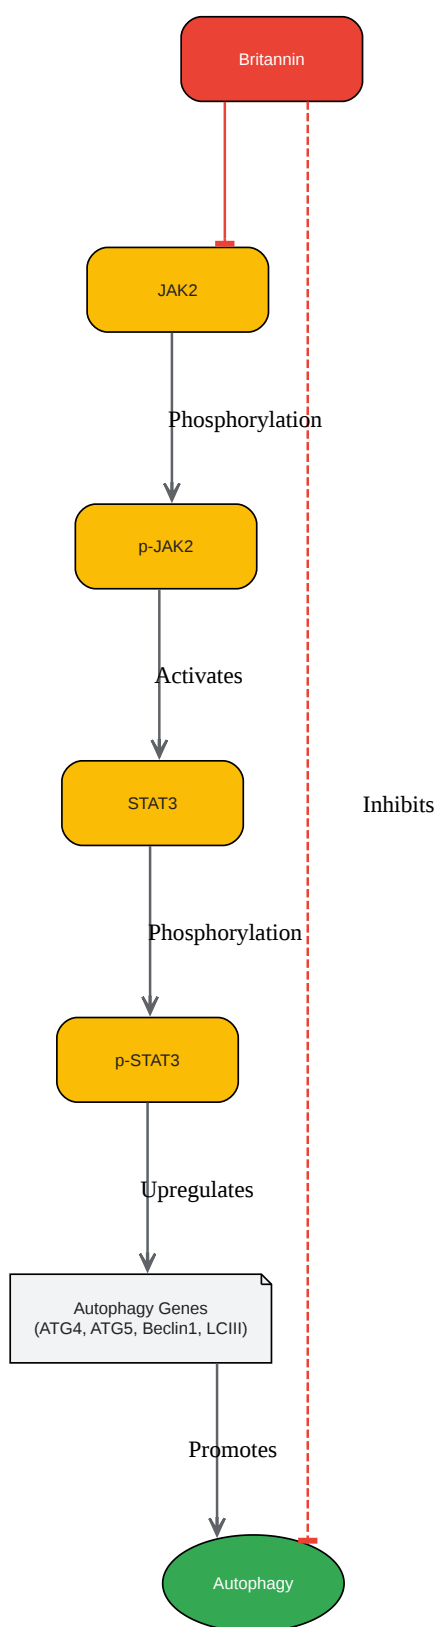 Britannin
JAK2
Phosphorylation
p-JAK2
Activates
STAT3
Inhibits
Phosphorylation
p-STAT3
Upregulates
Autophagy Genes
(ATG4, ATG5, Beclin1, LCIII)
Promotes
Autophagy